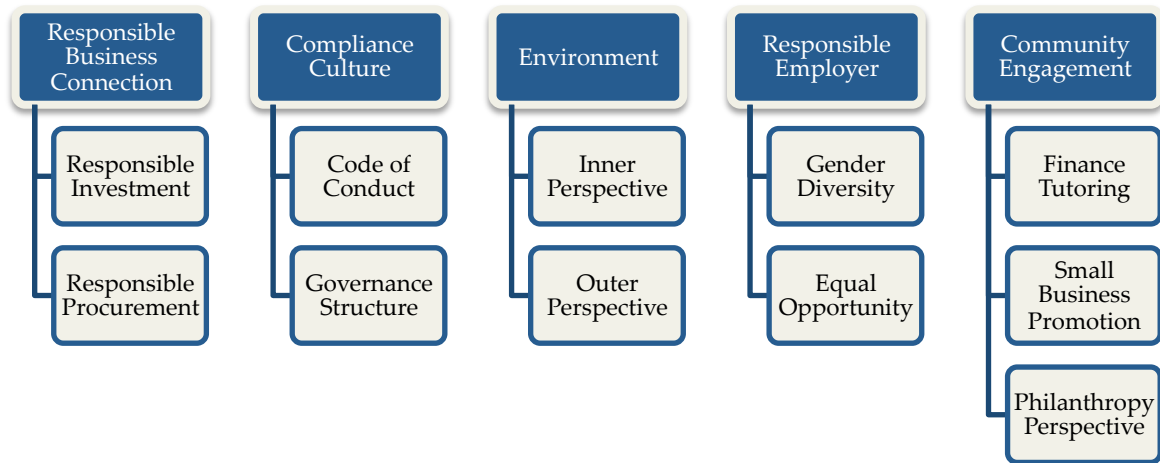 Responsible
Business
Connection
Responsible
Investment
Responsible
Procurement
Compliance
Culture
Code of
Conduct
Governance
Structure
Environment
Inner
Perspective
Outer
Perspective
Responsible
Employer
Gender
Diversity
Equal
Opportunity
Community
Engagement
Finance
Tutoring
Small
Business
Promotion
Philanthropy
Perspective